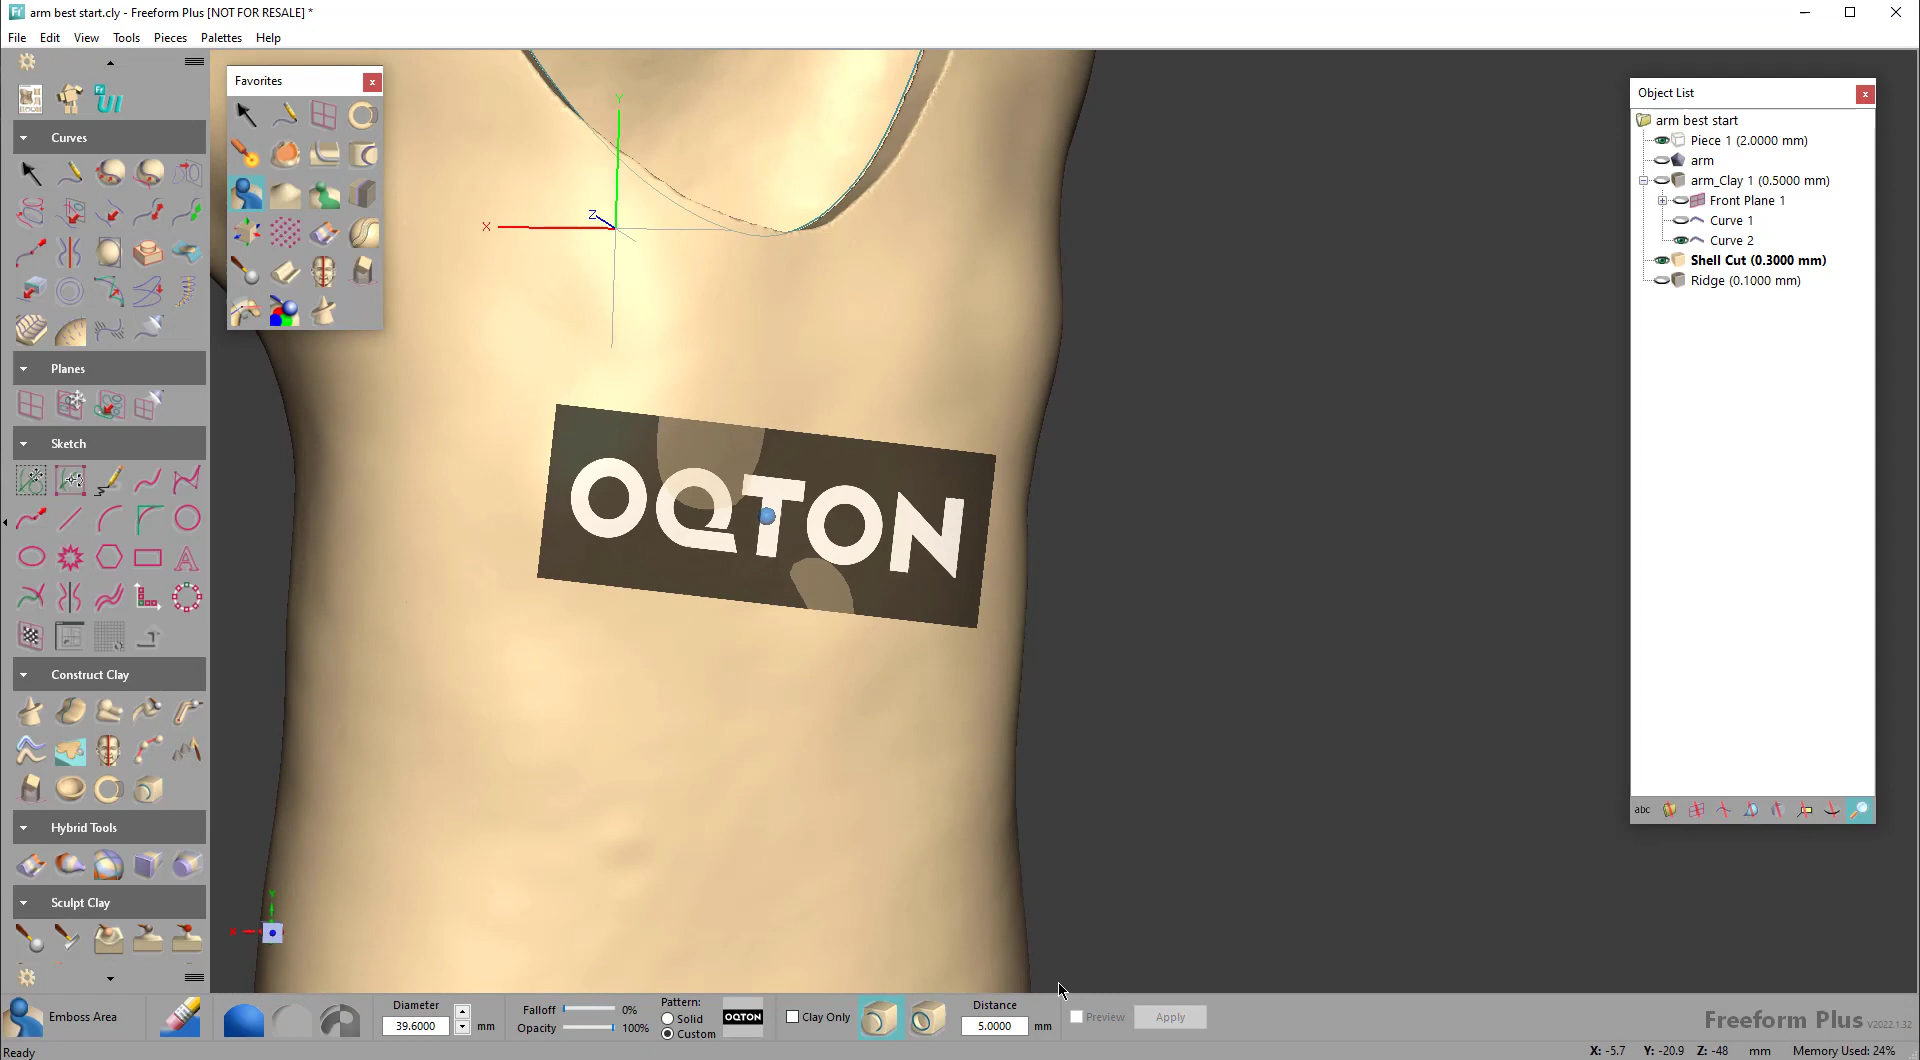 arm best start.cly - Freeform Plus [NOT FOR RESALE] *
File Edit View Tools Pieces Palettes Help
UI
Curves
Planes
Sketch
Construct Clay
Hybrid Tools
Sculpt Clay
Favorites
Y
Z
X
OQTON
Y
X
Object List
arm best start
Piece 1 (2.0000 mm)
arm
arm_Clay 1 (0.5000 mm)
Front Plane 1
Curve 1
Curve 2
Shell Cut (0.3000 mm)
Ridge (0.1000 mm)
abc
Emboss Area
Diameter
39.6000 mm
Falloff 0%
Opacity 100%
Pattern:
Solid
Custom
OQTON
Clay Only
Distance
5.0000 mm
Preview
Apply
Freeform Plus V2022.1.32
Ready
X: -5.7 Y: -20.9 Z: -48 mm Memory Used: 24%